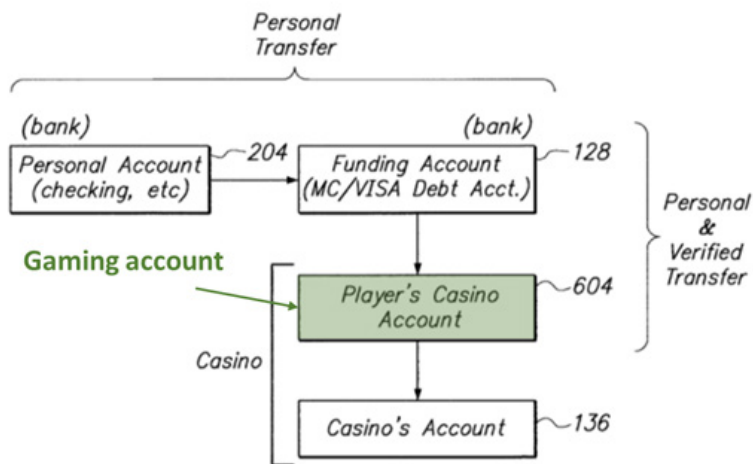 Personal
Transfer
(bank)
(bank)
204
128
Personal Account
(checking, etc)
Funding Account
(MC/VISA Debt Acct.)
Personal
&
Verified
Transfer
Gaming account
604
Player's Casino
Account
Casino
Casino's Account
136